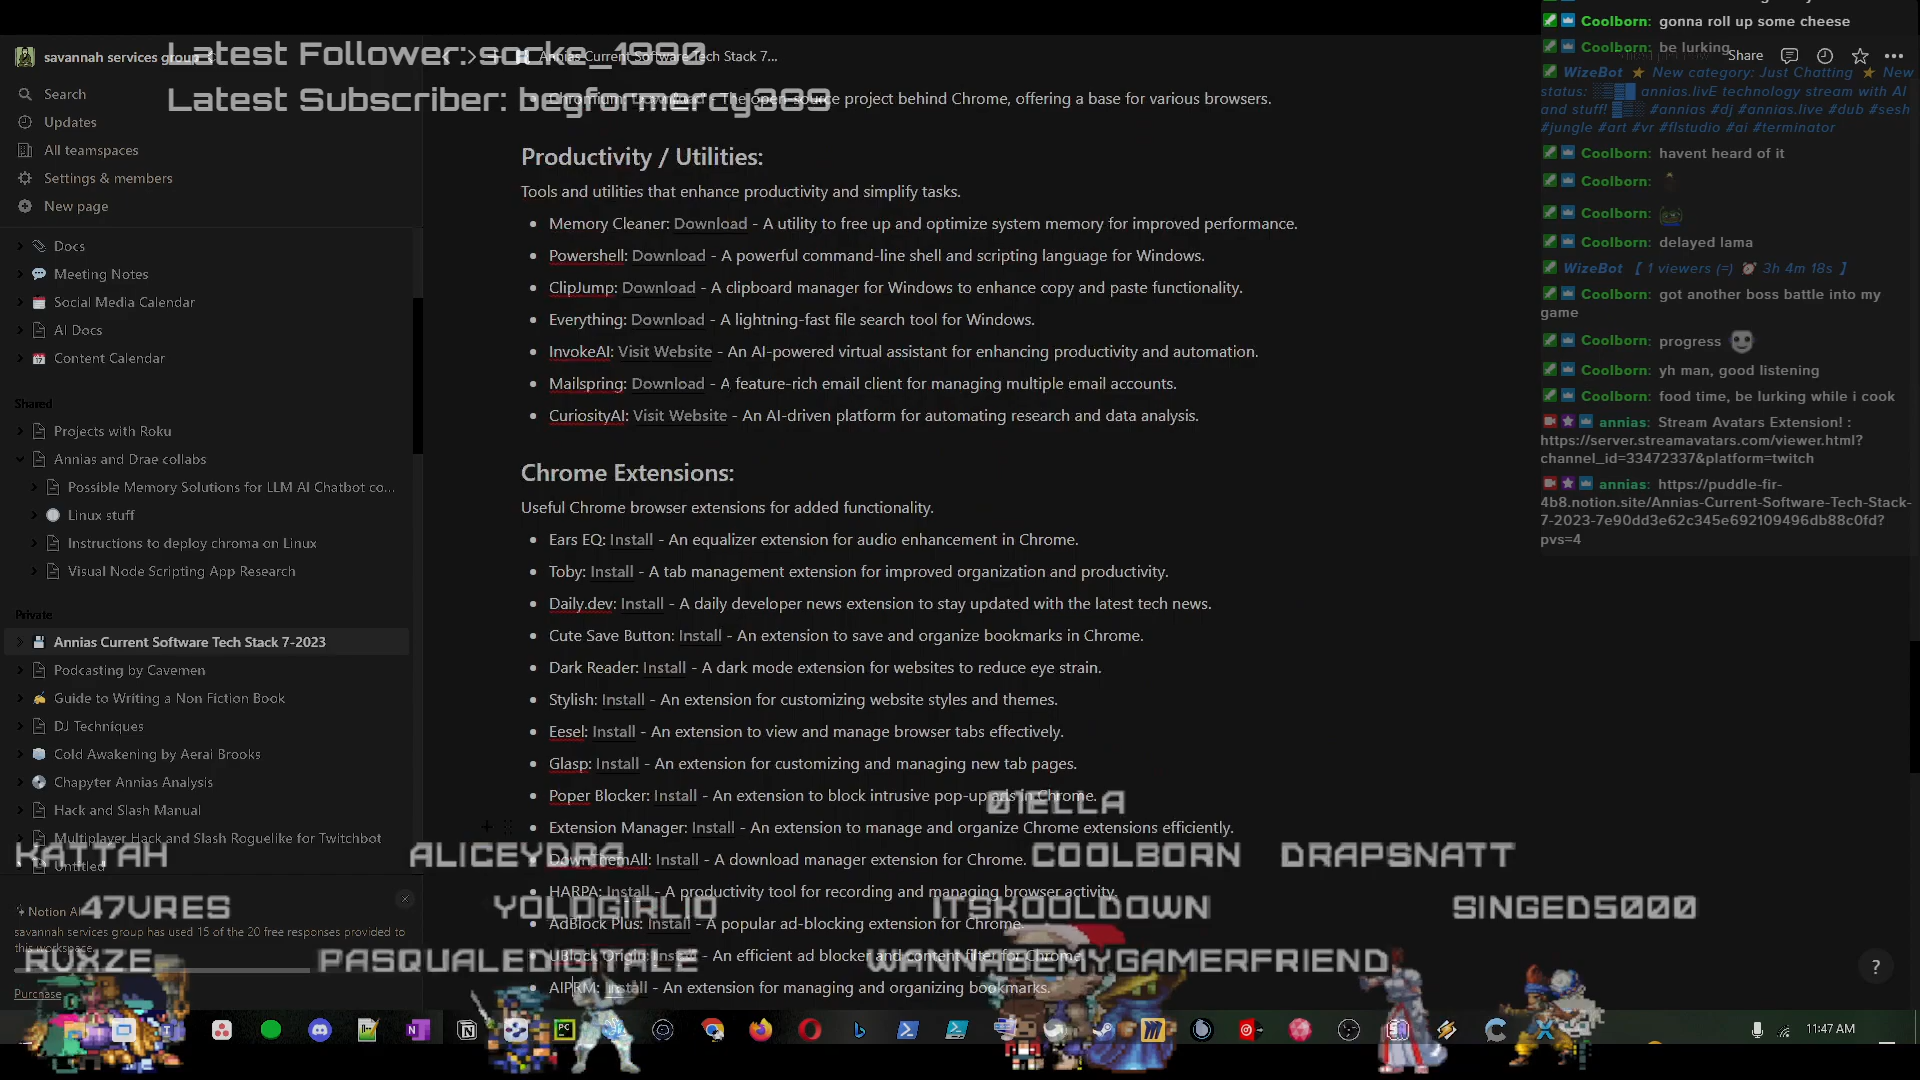 Latest Follower: socke_1990
Latest Subscriber: begformercy389
savannah services group
Search
Updates
All teamspaces
Settings & members
New page
Docs
Meeting Notes
Social Media Calendar
AI Docs
Content Calendar
Shared
Projects with Roku
Annias and Drae collabs
Possible Memory Solutions for LLM AI Chatbot co...
Linux stuff
Instructions to deploy chroma on Linux
Visual Node Scripting App Research
Private
Annias Current Software Tech Stack 7-2023
Podcasting by Cavemen
Guide to Writing a Non Fiction Book
DJ Techniques
Cold Awakening by Aerai Brooks
Chapyter Annias Analysis
Hack and Slash Manual
Multiplayer Hack and Slash Roguelike for Twitchbot
Untitled
Notion AI
savannah services group has used 15 of the 20 free responses provided to
this workspace.
Purchase
Annias Current Software Tech Stack 7...
Share
Chromium: Download - The open-source project behind Chrome, offering a base for various browsers.
Productivity / Utilities:
Tools and utilities that enhance productivity and simplify tasks.
Memory Cleaner: Download - A utility to free up and optimize system memory for improved performance.
Powershell: Download - A powerful command-line shell and scripting language for Windows.
ClipJump: Download - A clipboard manager for Windows to enhance copy and paste functionality.
Everything: Download - A lightning-fast file search tool for Windows.
InvokeAI: Visit Website - An AI-powered virtual assistant for enhancing productivity and automation.
Mailspring: Download - A feature-rich email client for managing multiple email accounts.
CuriosityAI: Visit Website - An AI-driven platform for automating research and data analysis.
Chrome Extensions:
Useful Chrome browser extensions for added functionality.
Ears EQ: Install - An equalizer extension for audio enhancement in Chrome.
Toby: Install - A tab management extension for improved organization and productivity.
Daily.dev: Install - A daily developer news extension to stay updated with the latest tech news.
Cute Save Button: Install - An extension to save and organize bookmarks in Chrome.
Dark Reader: Install - A dark mode extension for websites to reduce eye strain.
Stylish: Install - An extension for customizing website styles and themes.
Eesel: Install - An extension to view and manage browser tabs effectively.
Glasp: Install - An extension for customizing and managing new tab pages.
Poper Blocker: Install - An extension to block intrusive pop-up ads in Chrome.
Extension Manager: Install - An extension to manage and organize Chrome extensions efficiently.
DownThemAll: Install - A download manager extension for Chrome.
HARPA: Install - A productivity tool for recording and managing browser activity.
AdBlock Plus: Install - A popular ad-blocking extension for Chrome.
UBlock Origin: Install - An efficient ad blocker and content filter for Chrome.
AIPRM: Install - An extension for managing and organizing bookmarks.
Coolborn: gonna roll up some cheese
Coolborn: be lurking
WizeBot ★ New category: Just Chatting ★ New
status: annias.livE technology stream with AI
and stuff! #annias #dj #annias.live #dub #sesh
#jungle #art #vr #flstudio #ai #terminator
Coolborn: havent heard of it
Coolborn:
Coolborn:
Coolborn: delayed lama
WizeBot [ 1 viewers (=) ⏰ 3h 4m 18s ]
Coolborn: got another boss battle into my
game
Coolborn: progress
Coolborn: yh man, good listening
Coolborn: food time, be lurking while i cook
annias: Stream Avatars Extension! :
https://server.streamavatars.com/viewer.html?
channel_id=33472337&platform=twitch
annias: https://puddle-fir-
4b8.notion.site/Annias-Current-Software-Tech-Stack-
7-2023-7e90dd3e62c345e692109496db88c0fd?
pvs=4
01ELLA
KATTAH
ALICEYDRA
COOLBORN
DRAPSNATT
47URES
YOLOGIRLIO
ITSKOOLDOWN
SINGED5000
RVXZE_
PASQUALEDIGITALE
WANNABEMYGAMERFRIEND
?
11:47 AM